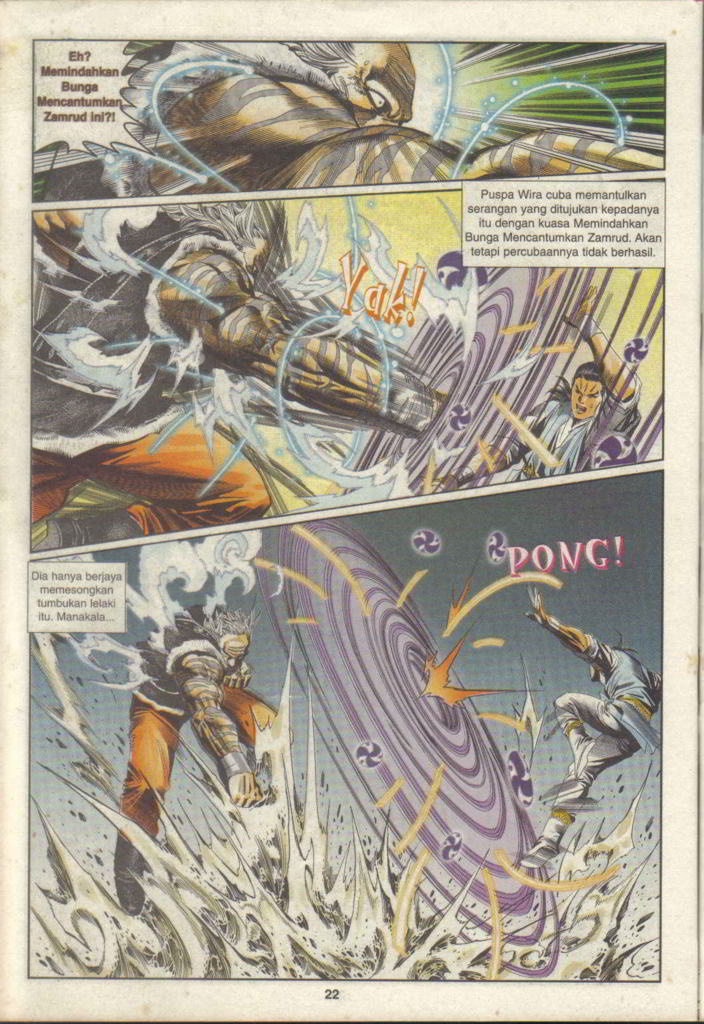 Eh?
Memindahkan
Bunga
Mencantumkan
Zamrud ini?!
Puspa Wira cuba memantulkan
serangan yang ditujukan kepadanya
itu dengan kuasa Memindahkan
Bunga Mencantumkan Zamrud. Akan
tetapi percubaannya tidak berhasil.
Yak!
Dia hanya berjaya
memesongkan
tumbukan lelaki
itu. Manakala...
PONG!
22